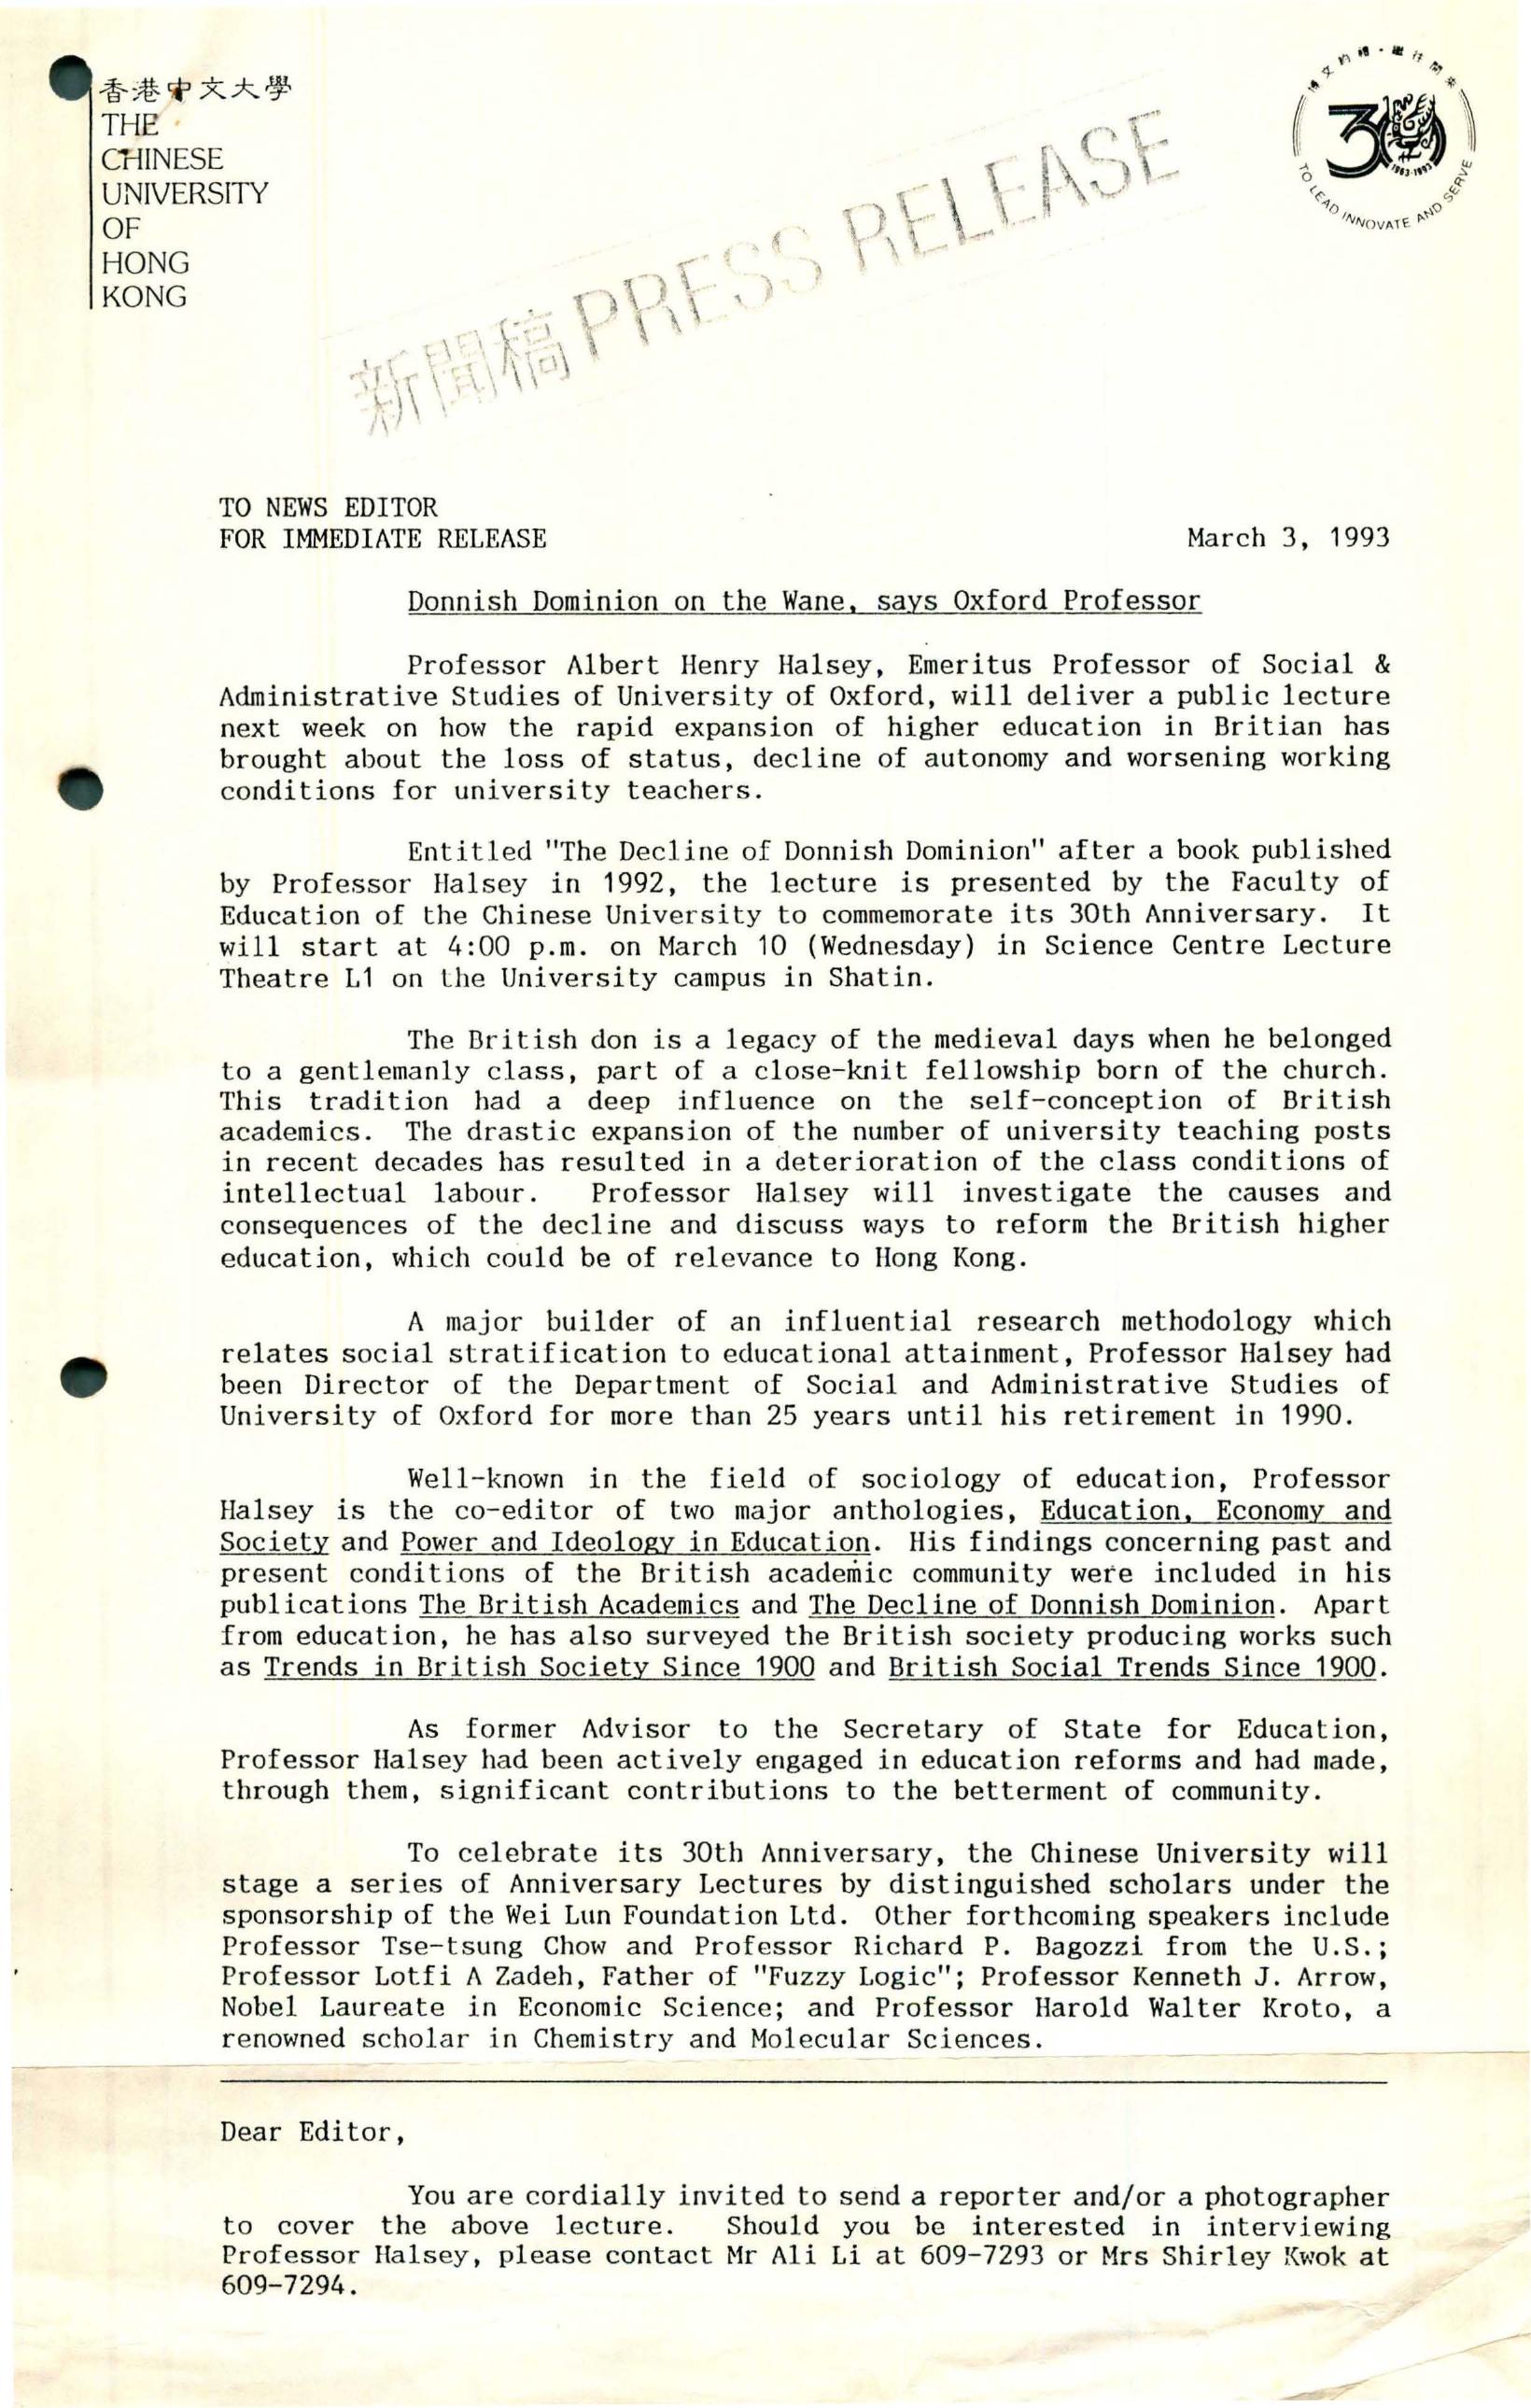 香港中文大學
THE
CHINESE
UNIVERSITY
OF
HONG
KONG
博文約禮·繼往開來
30
1963-1993
TO LEAD INNOVATE AND SERVE
新聞稿 PRESS RELEASE
TO NEWS EDITOR
FOR IMMEDIATE RELEASE March 3, 1993
Donnish Dominion on the Wane, says Oxford Professor
Professor Albert Henry Halsey, Emeritus Professor of Social &
Administrative Studies of University of Oxford, will deliver a public lecture
next week on how the rapid expansion of higher education in Britian has
brought about the loss of status, decline of autonomy and worsening working
conditions for university teachers.
Entitled "The Decline of Donnish Dominion" after a book published
by Professor Halsey in 1992, the lecture is presented by the Faculty of
Education of the Chinese University to commemorate its 30th Anniversary. It
will start at 4:00 p.m. on March 10 (Wednesday) in Science Centre Lecture
Theatre L1 on the University campus in Shatin.
The British don is a legacy of the medieval days when he belonged
to a gentlemanly class, part of a close-knit fellowship born of the church.
This tradition had a deep influence on the self-conception of British
academics. The drastic expansion of the number of university teaching posts
in recent decades has resulted in a deterioration of the class conditions of
intellectual labour. Professor Halsey will investigate the causes and
consequences of the decline and discuss ways to reform the British higher
education, which could be of relevance to Hong Kong.
A major builder of an influential research methodology which
relates social stratification to educational attainment, Professor Halsey had
been Director of the Department of Social and Administrative Studies of
University of Oxford for more than 25 years until his retirement in 1990.
Well-known in the field of sociology of education, Professor
Halsey is the co-editor of two major anthologies, Education, Economy and
Society and Power and Ideology in Education. His findings concerning past and
present conditions of the British academic community were included in his
publications The British Academics and The Decline of Donnish Dominion. Apart
from education, he has also surveyed the British society producing works such
as Trends in British Society Since 1900 and British Social Trends Since 1900.
As former Advisor to the Secretary of State for Education,
Professor Halsey had been actively engaged in education reforms and had made,
through them, significant contributions to the betterment of community.
To celebrate its 30th Anniversary, the Chinese University will
stage a series of Anniversary Lectures by distinguished scholars under the
sponsorship of the Wei Lun Foundation Ltd. Other forthcoming speakers include
Professor Tse-tsung Chow and Professor Richard P. Bagozzi from the U.S.;
Professor Lotfi A Zadeh, Father of "Fuzzy Logic"; Professor Kenneth J. Arrow,
Nobel Laureate in Economic Science; and Professor Harold Walter Kroto, a
renowned scholar in Chemistry and Molecular Sciences.
Dear Editor,
You are cordially invited to send a reporter and/or a photographer
to cover the above lecture. Should you be interested in interviewing
Professor Halsey, please contact Mr Ali Li at 609-7293 or Mrs Shirley Kwok at
609-7294.